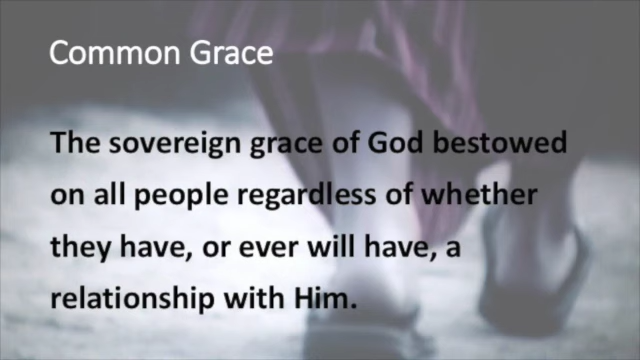 Common Grace
The sovereign grace of God bestowed
on all people regardless of whether
they have, or ever will have, a
relationship with Him.